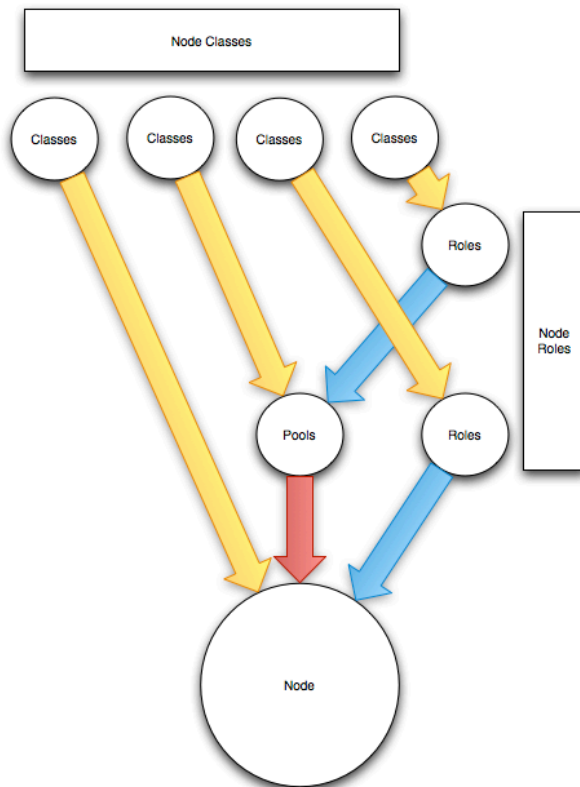 Node Classes
Classes
Classes
Classes
Classes
Roles
Node
Roles
Pools
Roles
Node